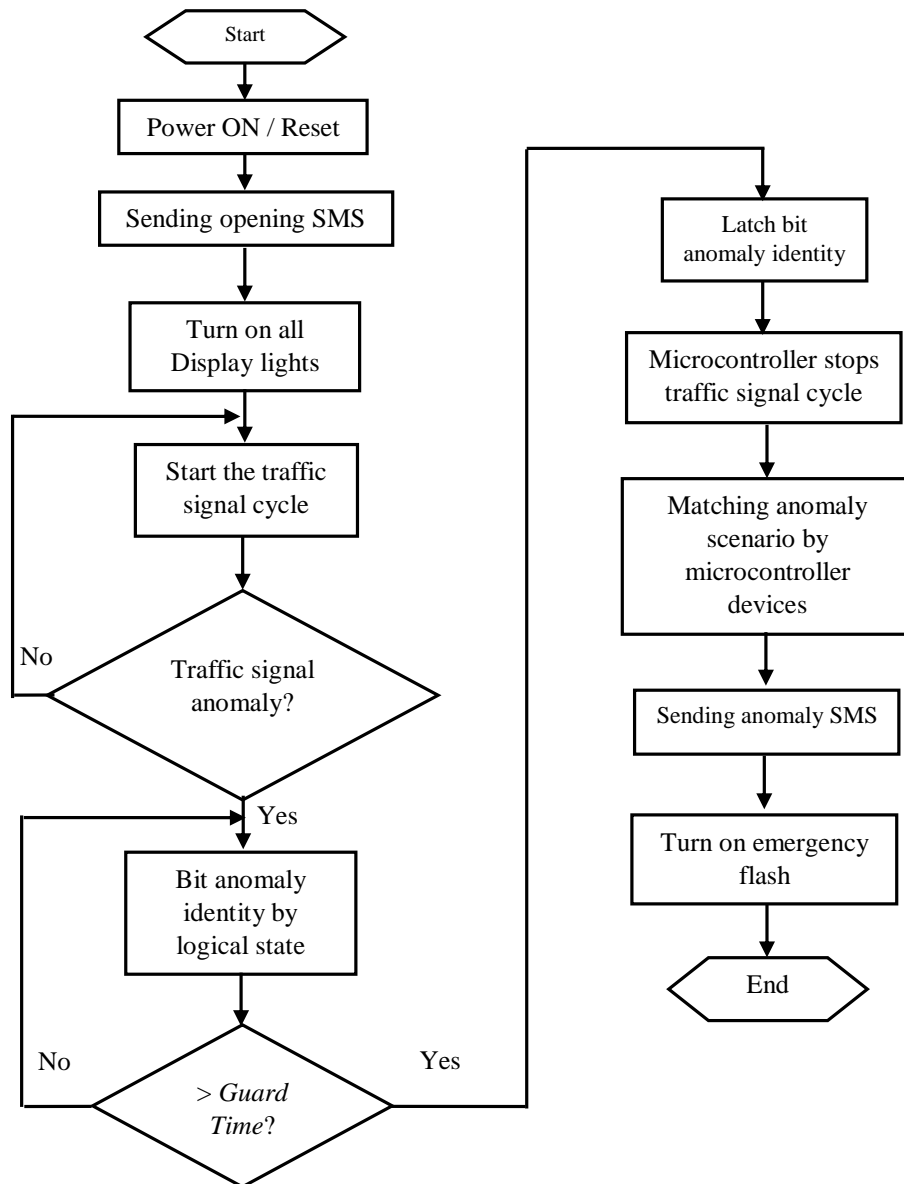 Start
Power ON / Reset
Sending opening SMS
Turn on all
Display lights
Start the traffic
signal cycle
No
Traffic signal
anomaly?
Yes
Bit anomaly
identity by
logical state
No
Yes
> Guard
Time?
Latch bit
anomaly identity
Microcontroller stops
traffic signal cycle
Matching anomaly
scenario by
microcontroller
devices
Sending anomaly SMS
Turn on emergency
flash
End